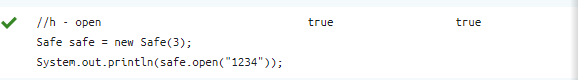 //h - open true true
Safe safe = new Safe(3);
System.out.println(safe.open("1234"));